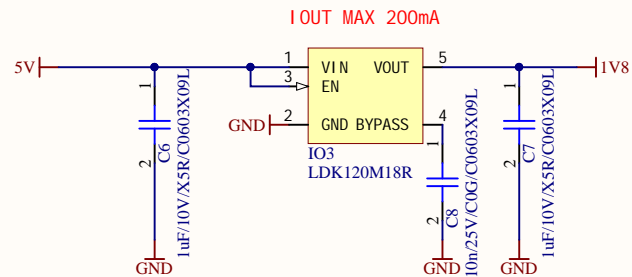 IOUT MAX 200mA
5V
1
VIN
VOUT
5
1V8
3
EN
GND
2
GND
BYPASS
4
IO3
LDK120M18R
1
2
C6
1uF/10V/X5R/C0603X09L
GND
1
2
C8
10n/25V/C0G/C0603X09L
GND
1
2
C7
1uF/10V/X5R/C0603X09L
GND